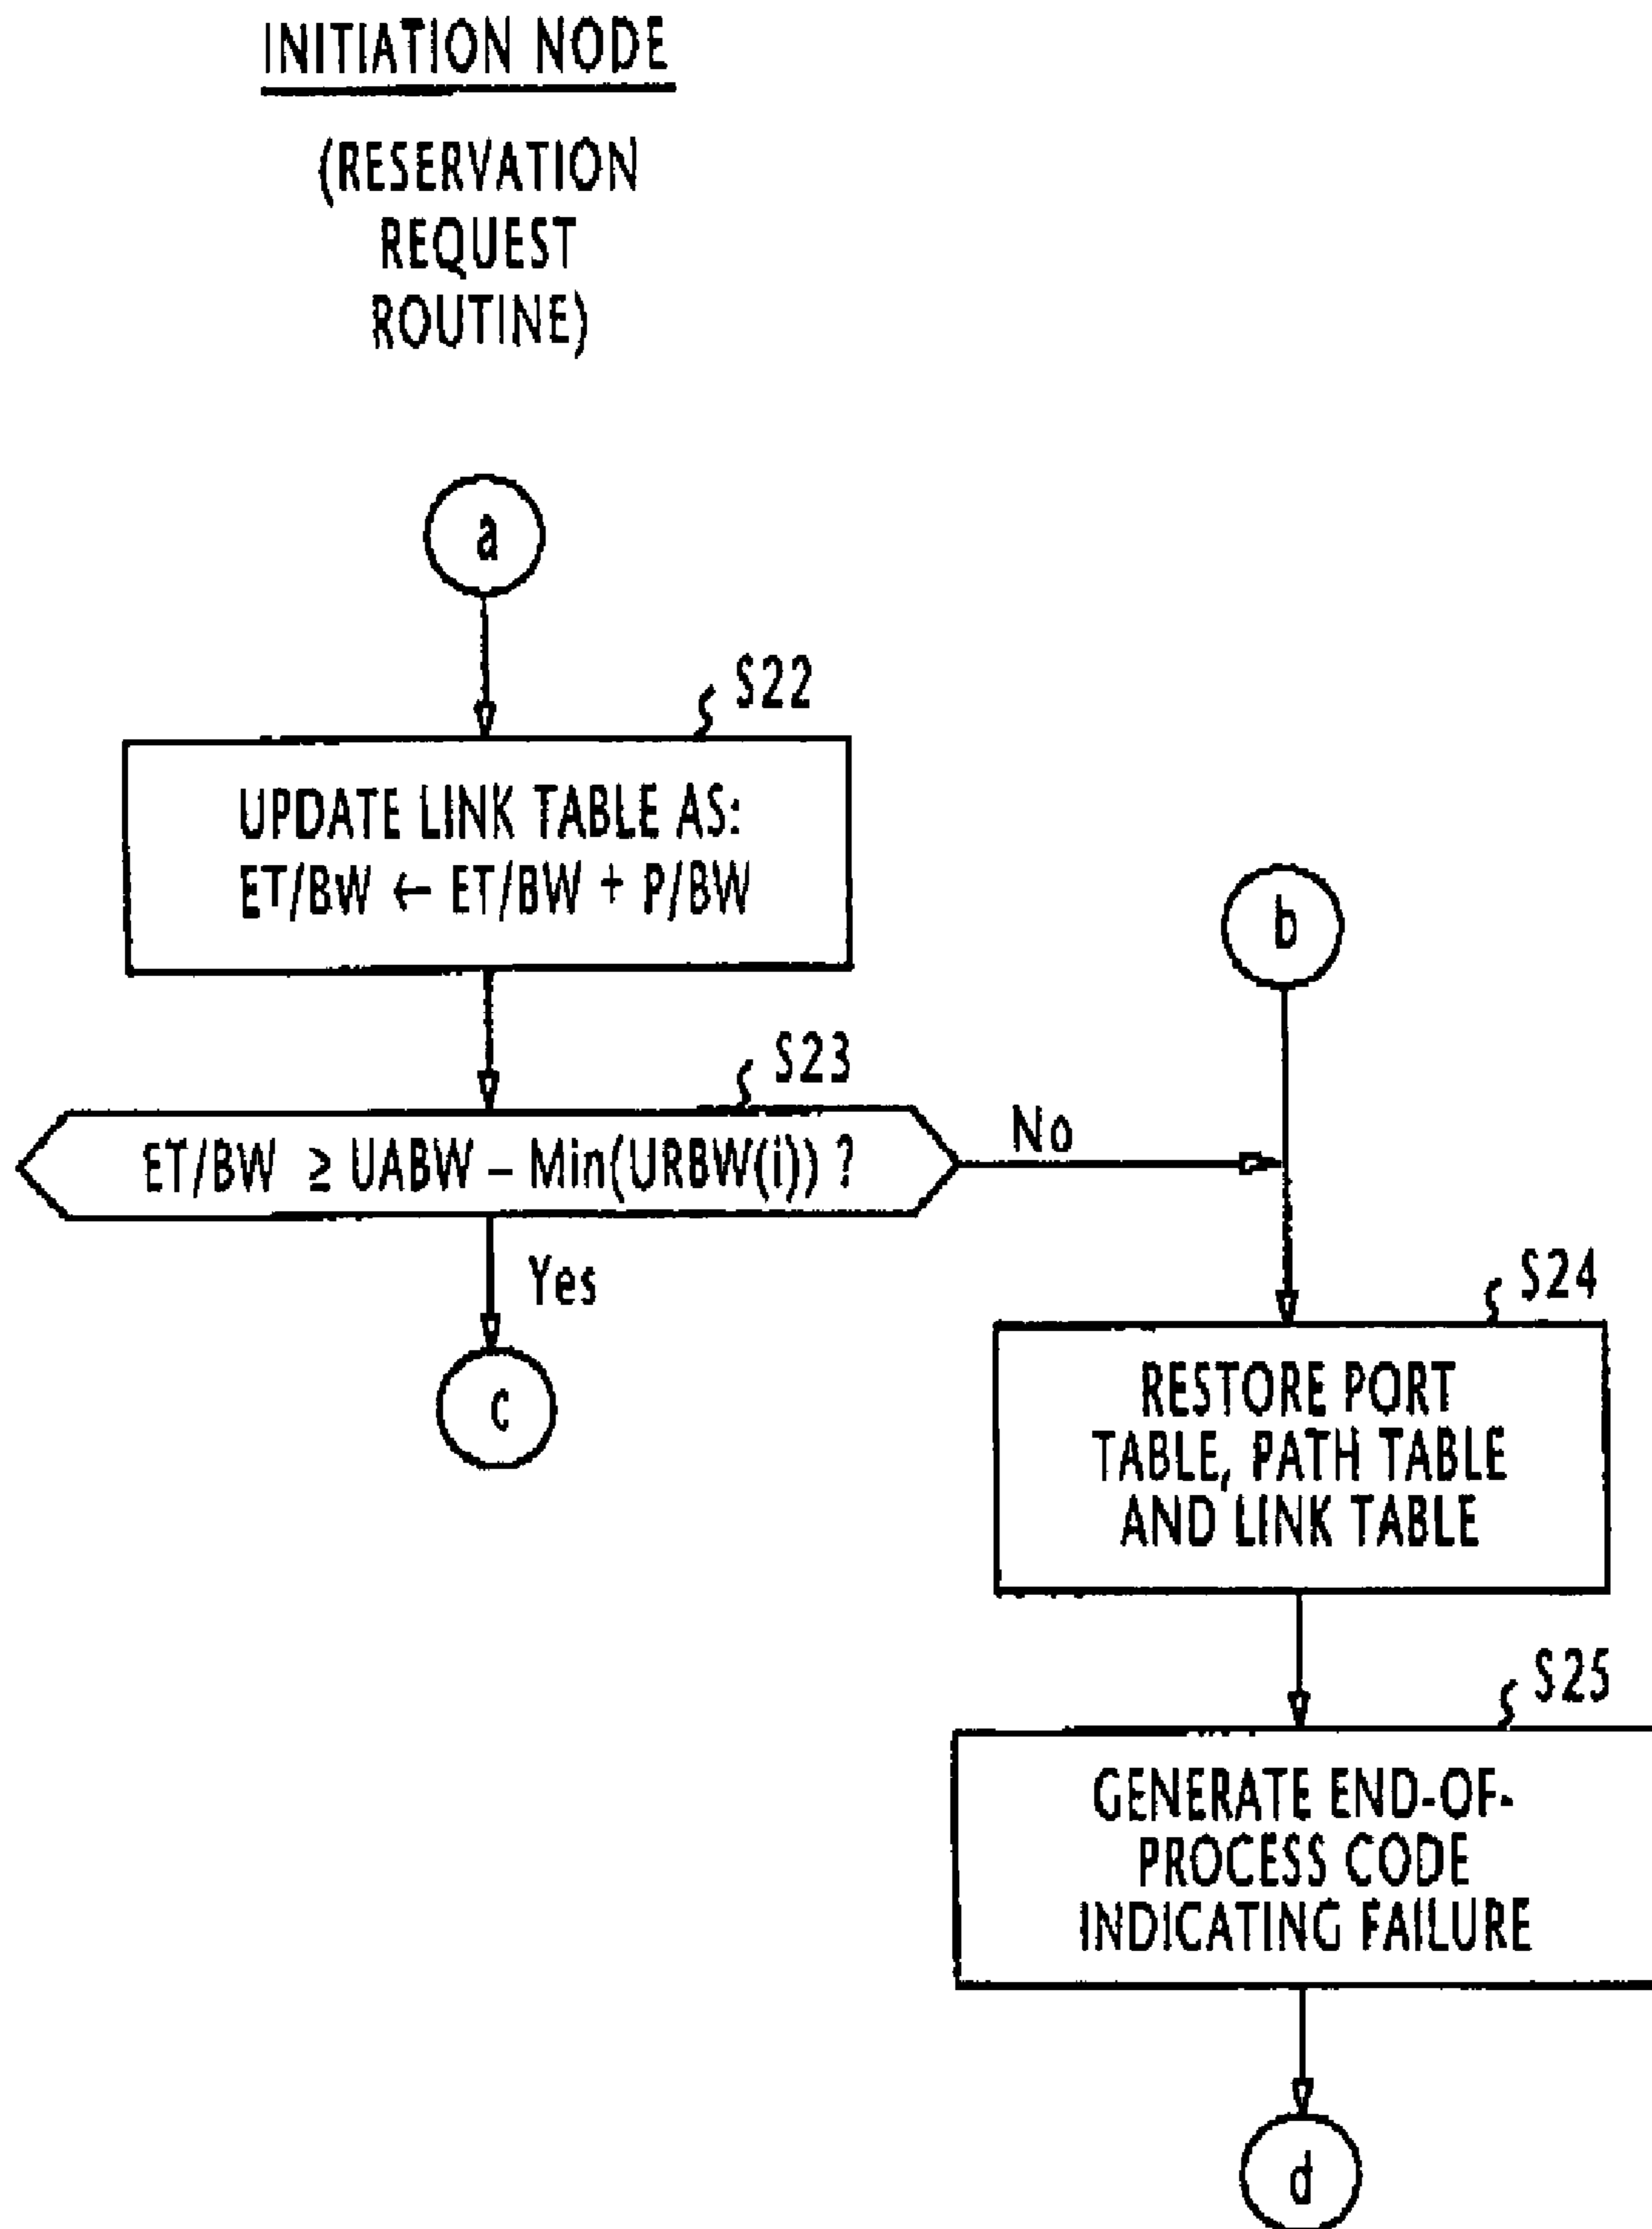 INITIATION NODE
(RESERVATION
REQUEST
ROUTINE)
a
S22
UPDATE LINK TABLE AS:
ET/BW ← ET/BW + P/BW
b
S23
ET/BW ≥ UABW – Min(URBW(i)) ?
No
Yes
c
S24
RESTORE PORT
TABLE, PATH TABLE
AND LINK TABLE
S25
GENERATE END-OF-
PROCESS CODE
INDICATING FAILURE
d